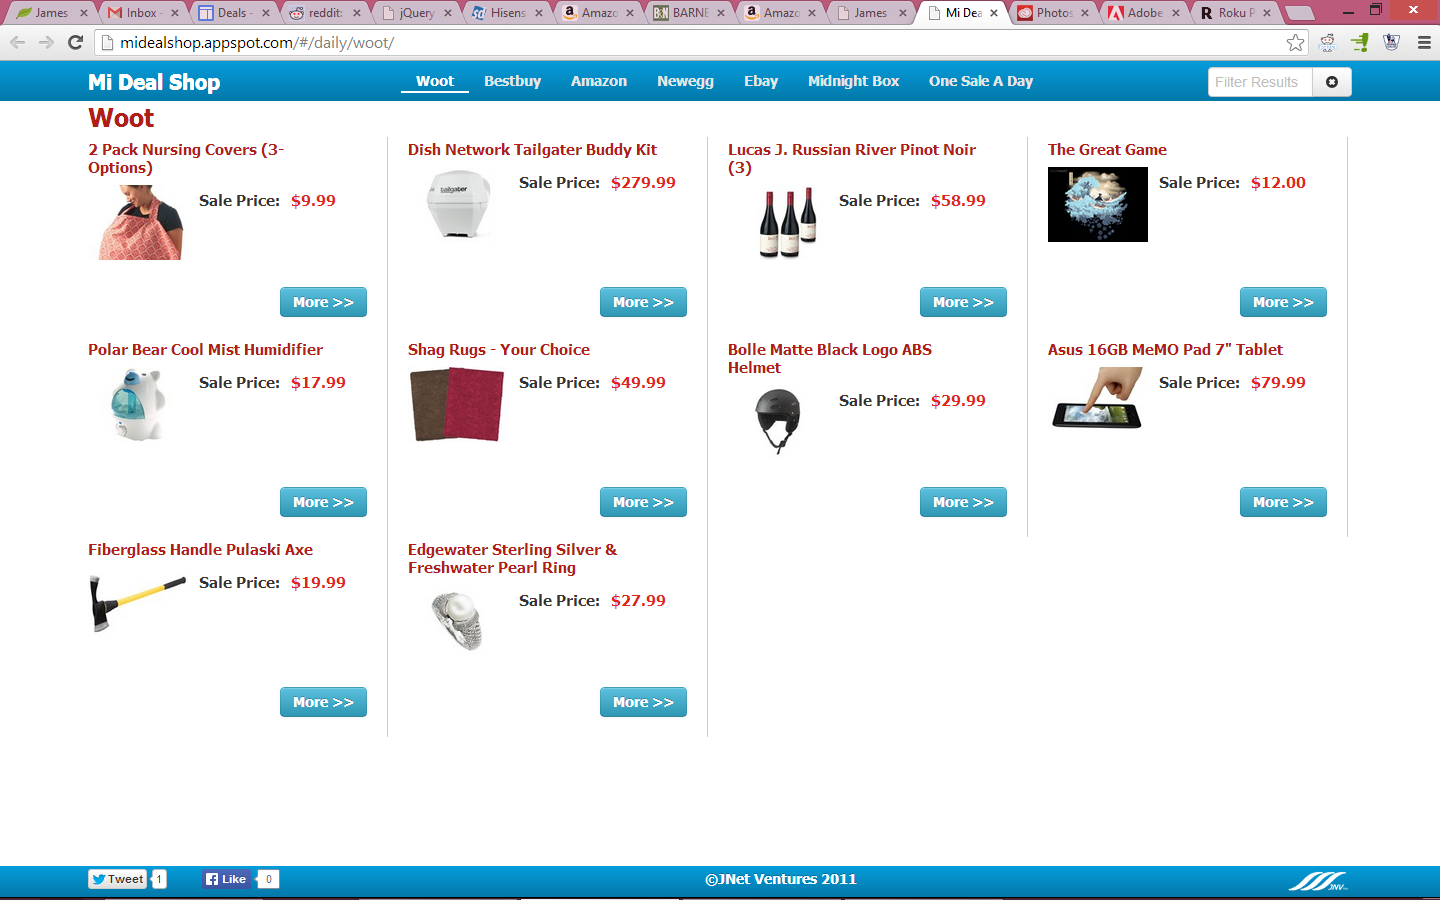 James
Inbox -
Deals -
reddit:
jQuery
Hisens
Amazo
BARNE
Amazo
James
Mi Dea
Photos
Adobe
Roku P
midealshop.appspot.com/#/daily/woot/
Mi Deal Shop
Woot
Bestbuy
Amazon
Newegg
Ebay
Midnight Box
One Sale A Day
Filter Results
Woot
2 Pack Nursing Covers (3-
Options)
Sale Price: $9.99
More >>
Dish Network Tailgater Buddy Kit
tailgater
Sale Price: $279.99
More >>
Lucas J. Russian River Pinot Noir
(3)
Sale Price: $58.99
More >>
The Great Game
Sale Price: $12.00
More >>
Polar Bear Cool Mist Humidifier
Sale Price: $17.99
More >>
Shag Rugs - Your Choice
Sale Price: $49.99
More >>
Bolle Matte Black Logo ABS
Helmet
Sale Price: $29.99
More >>
Asus 16GB MeMO Pad 7" Tablet
Sale Price: $79.99
More >>
Fiberglass Handle Pulaski Axe
Sale Price: $19.99
More >>
Edgewater Sterling Silver &
Freshwater Pearl Ring
Sale Price: $27.99
More >>
Tweet 1
Like 0
©JNet Ventures 2011
JNV